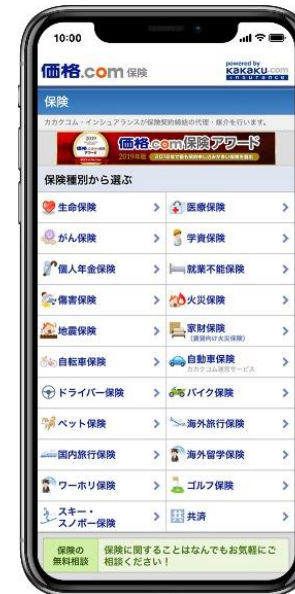 10:00
価格.com 保険
powered by
kakaku.com
insurance
保険
カカクコム・インシュアランスが保険契約締結の代理・媒介を行います。
価格.com保険アワード
2019年版
保険種別から選ぶ
生命保険
医療保険
がん保険
学資保険
個人年金保険
就業不能保険
傷害保険
火災保険
地震保険
家財保険
(賃貸向け火災保険)
自転車保険
自動車保険
カカクコム運営サービス
ドライバー保険
バイク保険
ペット保険
海外旅行保険
国内旅行保険
海外留学保険
ワーホリ保険
ゴルフ保険
スキー・
スノボー保険
共済
保険の
無料相談
保険に関することはなんでもお気軽にご
相談ください！